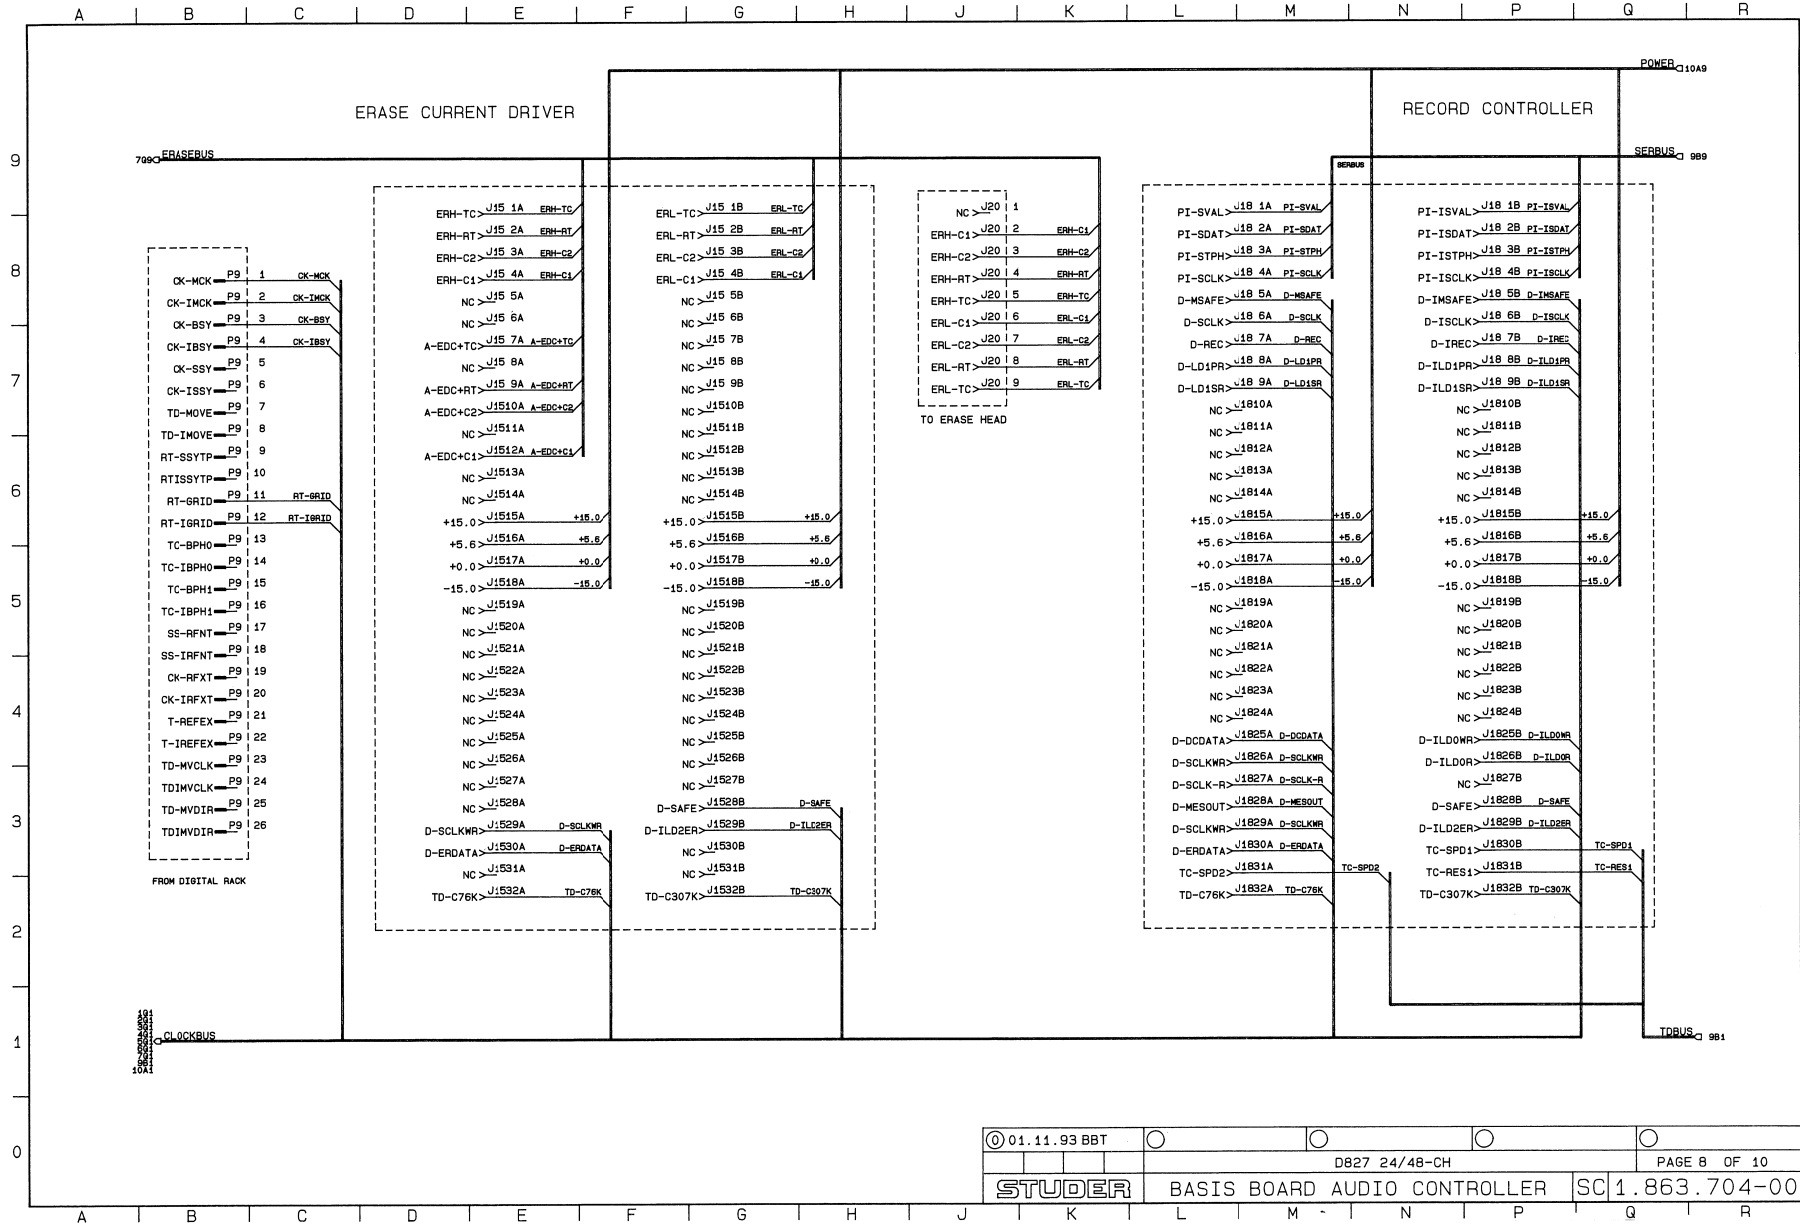 A B C D E F G H J K L M N P Q R
POWER 10A9
ERASE CURRENT DRIVER
RECORD CONTROLLER
9
7Q9 ERASEBUS
SERBUS
SERBUS 9B9
8
7
6
5
4
3
2
1
0
CK-MCK P9 1 CK-MCK
CK-IMCK P9 2 CK-IMCK
CK-BSY P9 3 CK-BSY
CK-IBSY P9 4 CK-IBSY
CK-SSY P9 5
CK-ISSY P9 6
TD-MOVE P9 7
TD-IMOVE P9 8
RT-SSYTP P9 9
RTISSYTP P9 10
RT-GRID P9 11 RT-GRID
RT-IGRID P9 12 RT-IGRID
TC-BPH0 P9 13
TC-IBPH0 P9 14
TC-BPH1 P9 15
TC-IBPH1 P9 16
SS-RFNT P9 17
SS-IRFNT P9 18
CK-RFXT P9 19
CK-IRFXT P9 20
T-REFEX P9 21
T-IREFEX P9 22
TD-MVCLK P9 23
TDIMVCLK P9 24
TD-MVDIR P9 25
TDIMVDIR P9 26
FROM DIGITAL RACK
ERH-TC J15 1A ERH-TC
ERH-RT J15 2A ERH-RT
ERH-C2 J15 3A ERH-C2
ERH-C1 J15 4A ERH-C1
NC J15 5A
NC J15 6A
A-EDC+TC J15 7A A-EDC+TC
NC J15 8A
A-EDC+RT J15 9A A-EDC+RT
A-EDC+C2 J1510A A-EDC+C2
NC J1511A
A-EDC+C1 J1512A A-EDC+C1
NC J1513A
NC J1514A
+15.0 J1515A +15.0
+5.6 J1516A +5.6
+0.0 J1517A +0.0
-15.0 J1518A -15.0
NC J1519A
NC J1520A
NC J1521A
NC J1522A
NC J1523A
NC J1524A
NC J1525A
NC J1526A
NC J1527A
NC J1528A
D-SCLKWR J1529A D-SCLKWR
D-ERDATA J1530A D-ERDATA
NC J1531A
TD-C76K J1532A TD-C76K
ERL-TC J15 1B ERL-TC
ERL-RT J15 2B ERL-RT
ERL-C2 J15 3B ERL-C2
ERL-C1 J15 4B ERL-C1
NC J15 5B
NC J15 6B
NC J15 7B
NC J15 8B
NC J15 9B
NC J1510B
NC J1511B
NC J1512B
NC J1513B
NC J1514B
+15.0 J1515B +15.0
+5.6 J1516B +5.6
+0.0 J1517B +0.0
-15.0 J1518B -15.0
NC J1519B
NC J1520B
NC J1521B
NC J1522B
NC J1523B
NC J1524B
NC J1525B
NC J1526B
NC J1527B
D-SAFE J1528B D-SAFE
D-ILD2ER J1529B D-ILD2ER
NC J1530B
NC J1531B
TD-C307K J1532B TD-C307K
NC J20 1
ERH-C1 J20 2 ERH-C1
ERH-C2 J20 3 ERH-C2
ERH-RT J20 4 ERH-RT
ERH-TC J20 5 ERH-TC
ERL-C1 J20 6 ERL-C1
ERL-C2 J20 7 ERL-C2
ERL-RT J20 8 ERL-RT
ERL-TC J20 9 ERL-TC
TO ERASE HEAD
PI-SVAL J18 1A PI-SVAL
PI-SDAT J18 2A PI-SDAT
PI-STPH J18 3A PI-STPH
PI-SCLK J18 4A PI-SCLK
D-MSAFE J18 5A D-MSAFE
D-SCLK J18 6A D-SCLK
D-REC J18 7A D-REC
D-LD1PR J18 8A D-LD1PR
D-LD1SR J18 9A D-LD1SR
NC J1810A
NC J1811A
NC J1812A
NC J1813A
NC J1814A
+15.0 J1815A +15.0
+5.6 J1816A +5.6
+0.0 J1817A +0.0
-15.0 J1818A -15.0
NC J1819A
NC J1820A
NC J1821A
NC J1822A
NC J1823A
NC J1824A
D-DCDATA J1825A D-DCDATA
D-SCLKWR J1826A D-SCLKWR
D-SCLK-R J1827A D-SCLK-R
D-MESOUT J1828A D-MESOUT
D-SCLKWR J1829A D-SCLKWR
D-ERDATA J1830A D-ERDATA
TC-SPD2 J1831A TC-SPD2
TD-C76K J1832A TD-C76K
PI-ISVAL J18 1B PI-ISVAL
PI-ISDAT J18 2B PI-ISDAT
PI-ISTPH J18 3B PI-ISTPH
PI-ISCLK J18 4B PI-ISCLK
D-IMSAFE J18 5B D-IMSAFE
D-ISCLK J18 6B D-ISCLK
D-IREC J18 7B D-IREC
D-ILD1PR J18 8B D-ILD1PR
D-ILD1SR J18 9B D-ILD1SR
NC J1810B
NC J1811B
NC J1812B
NC J1813B
NC J1814B
+15.0 J1815B +15.0
+5.6 J1816B +5.6
+0.0 J1817B +0.0
-15.0 J1818B -15.0
NC J1819B
NC J1820B
NC J1821B
NC J1822B
NC J1823B
NC J1824B
D-ILDOWR J1825B D-ILDOWR
D-ILDOR J1826B D-ILDOR
NC J1827B
D-SAFE J1828B D-SAFE
D-ILD2ER J1829B D-ILD2ER
TC-SPD1 J1830B TC-SPD1
TC-RES1 J1831B TC-RES1
TD-C307K J1832B TD-C307K
1Q1
2Q1
3Q1
4Q1
5Q1 CLOCKBUS
6Q1
7Q1
9B1
10A1
TDBUS 9B1
0 01.11.93 BBT
D827 24/48-CH PAGE 8 OF 10
STUDER BASIS BOARD AUDIO CONTROLLER SC 1.863.704-00
A B C D E F G H J K L M N P Q R